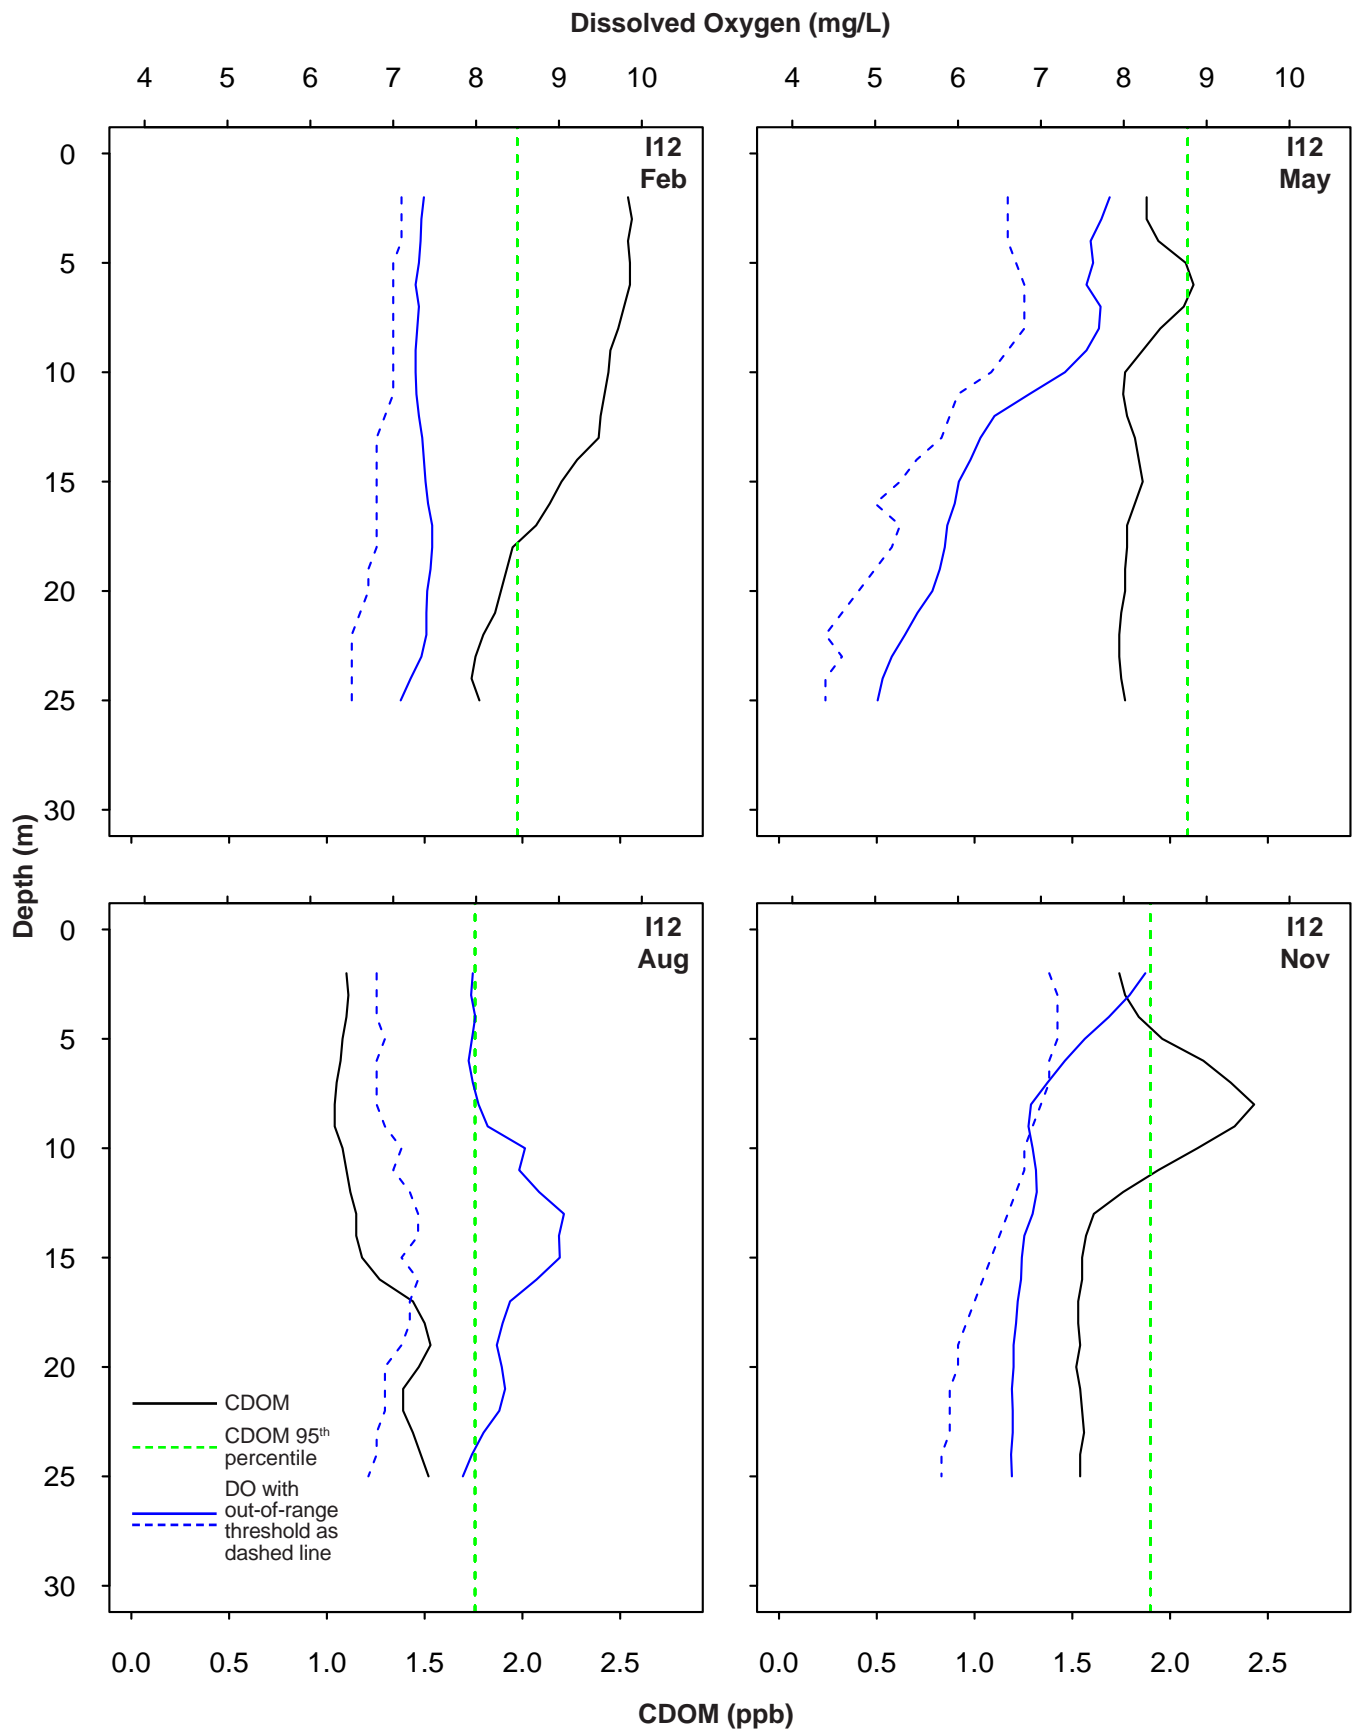 Dissolved Oxygen (mg/L)
4 5 6 7 8 9 10
4 5 6 7 8 9 10
I12
Feb
I12
May
0
5
10
15
20
25
30
Depth (m)
I12
Aug
I12
Nov
0
5
10
15
20
25
30
CDOM
CDOM 95th
percentile
DO with
out-of-range
threshold as
dashed line
0.0 0.5 1.0 1.5 2.0 2.5
0.0 0.5 1.0 1.5 2.0 2.5
CDOM (ppb)